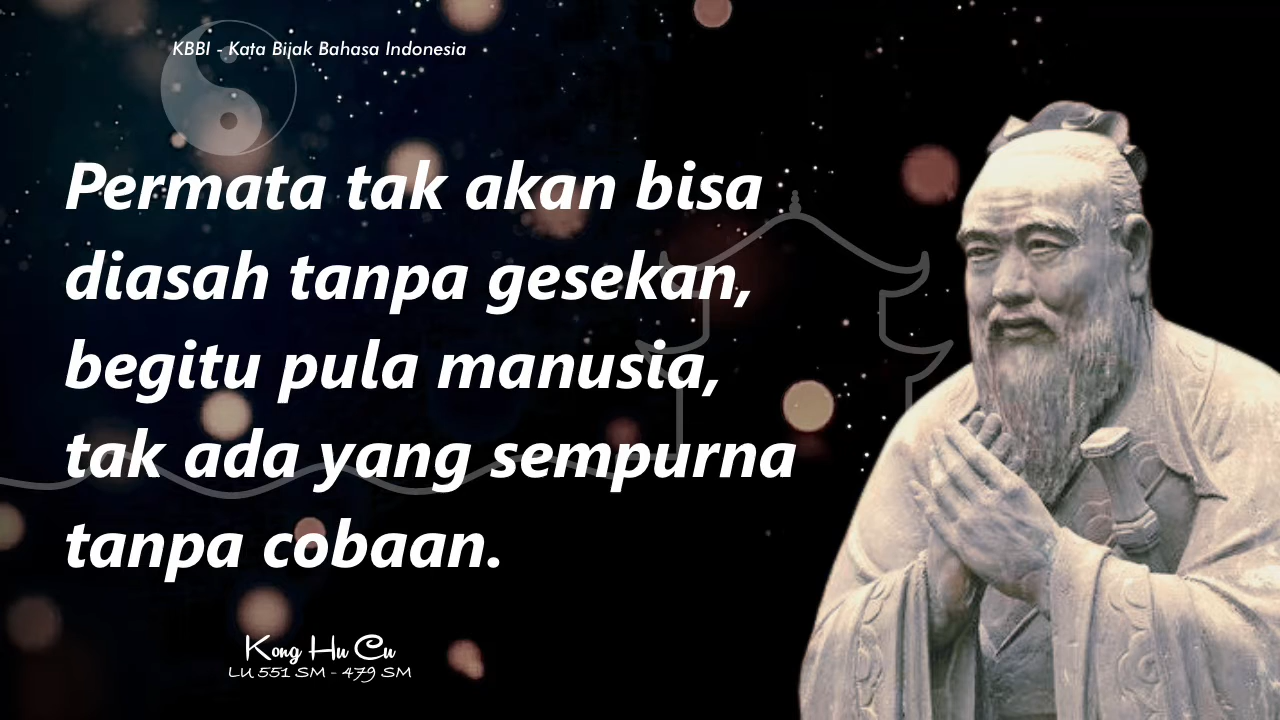 KBBI - Kata Bijak Bahasa Indonesia
Permata tak akan bisa
diasah tanpa gesekan,
begitu pula manusia,
tak ada yang sempurna
tanpa cobaan.
Kong Hu Cu
LU 551 SM - 479 SM